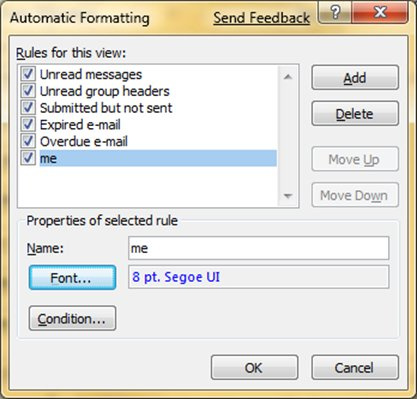 Automatic Formatting Send Feedback ?
Rules for this view:
Unread messages
Unread group headers
Submitted but not sent
Expired e-mail
Overdue e-mail
me
Add
Delete
Move Up
Move Down
Properties of selected rule
Name: me
Font... 8 pt. Segoe UI
Condition...
OK Cancel